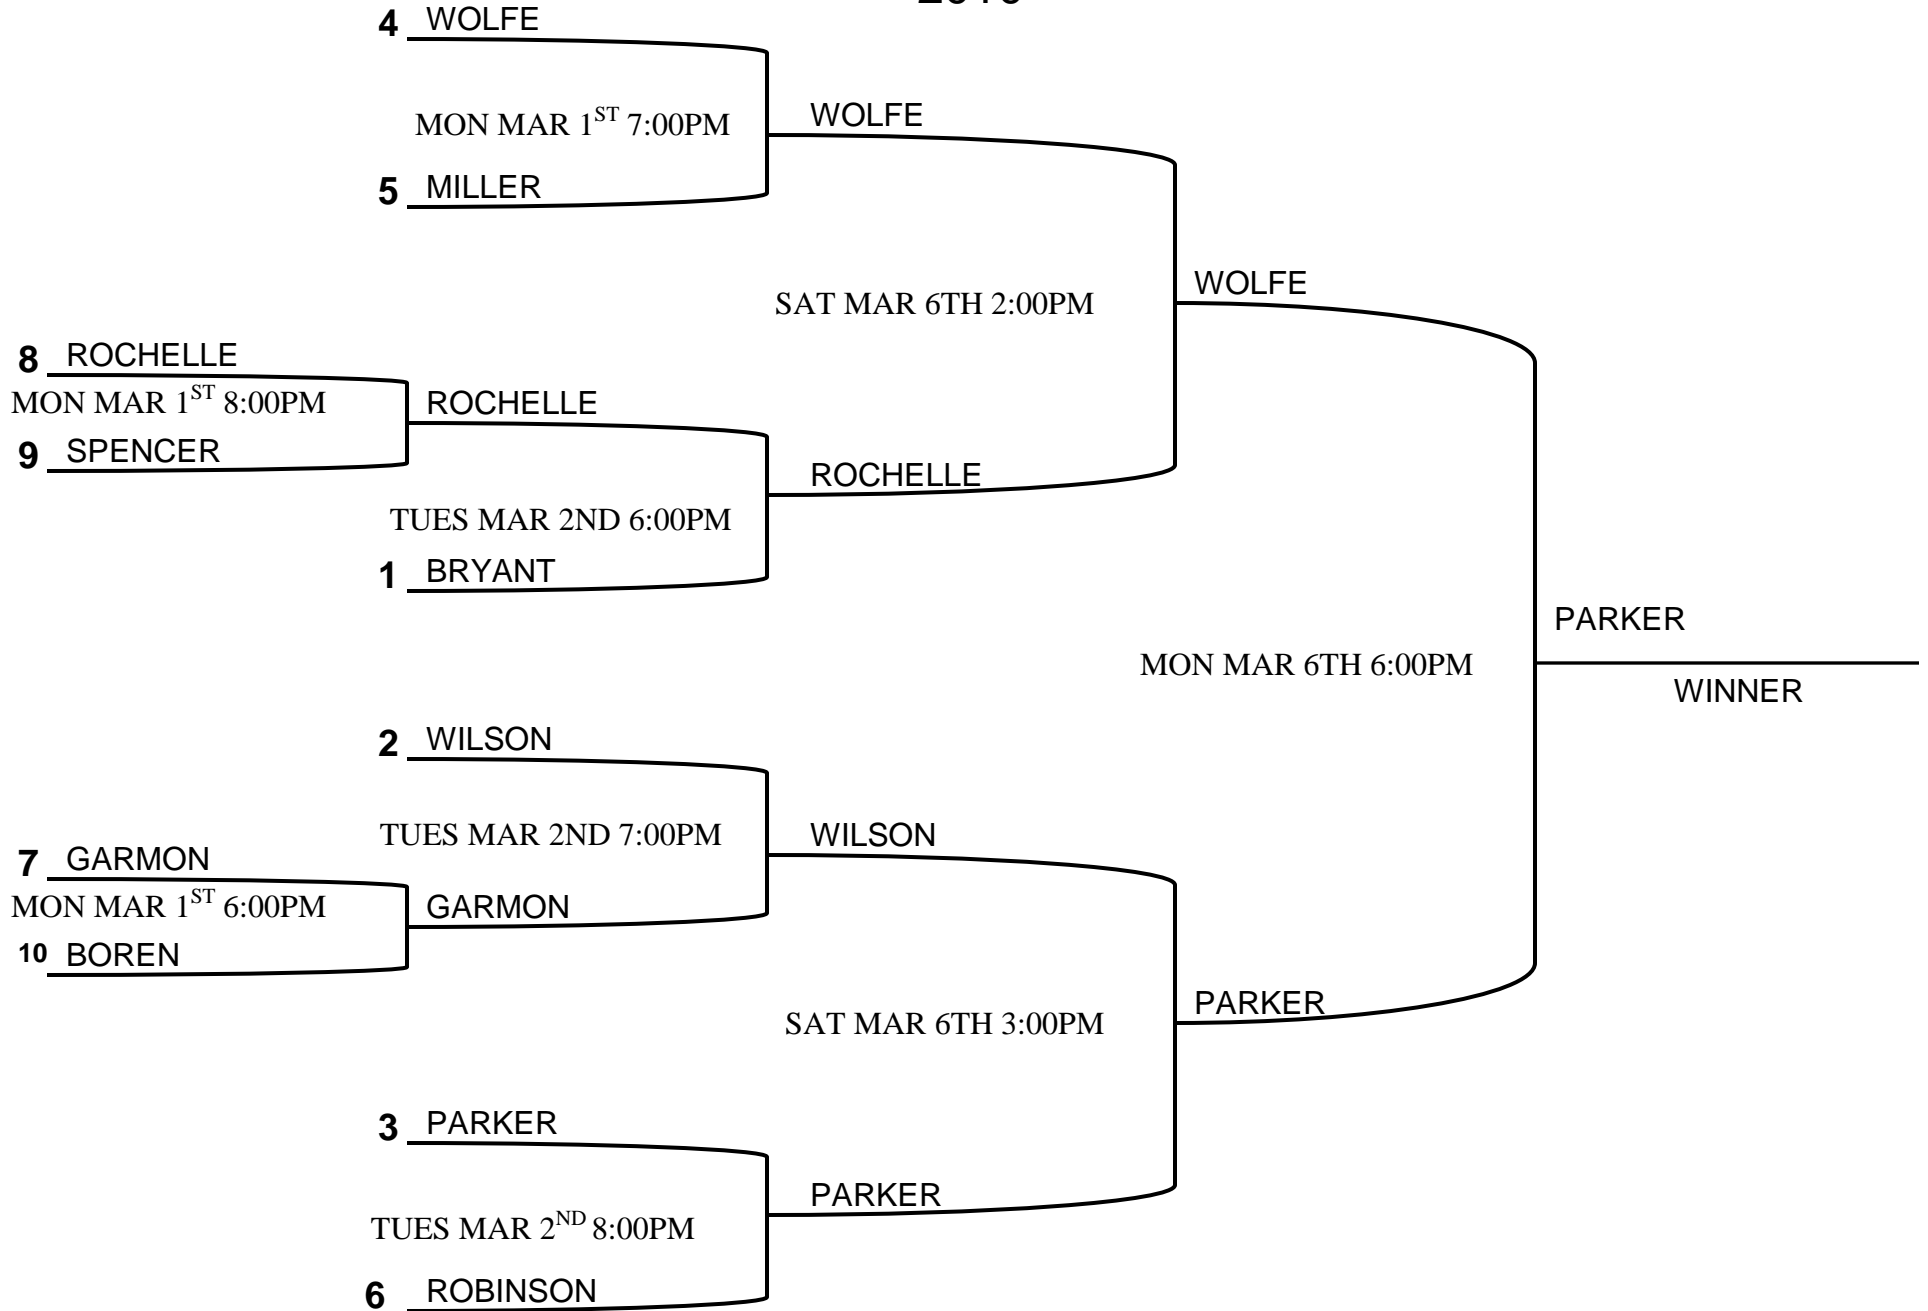 4 WOLFE
MON MAR 1ST 7:00PM
WOLFE
5 MILLER
WOLFE
SAT MAR 6TH 2:00PM
8 ROCHELLE
MON MAR 1ST 8:00PM
ROCHELLE
9 SPENCER
ROCHELLE
TUES MAR 2ND 6:00PM
1 BRYANT
PARKER
MON MAR 6TH 6:00PM
WINNER
2 WILSON
TUES MAR 2ND 7:00PM
WILSON
7 GARMON
MON MAR 1ST 6:00PM
GARMON
10 BOREN
PARKER
SAT MAR 6TH 3:00PM
3 PARKER
PARKER
TUES MAR 2ND 8:00PM
6 ROBINSON